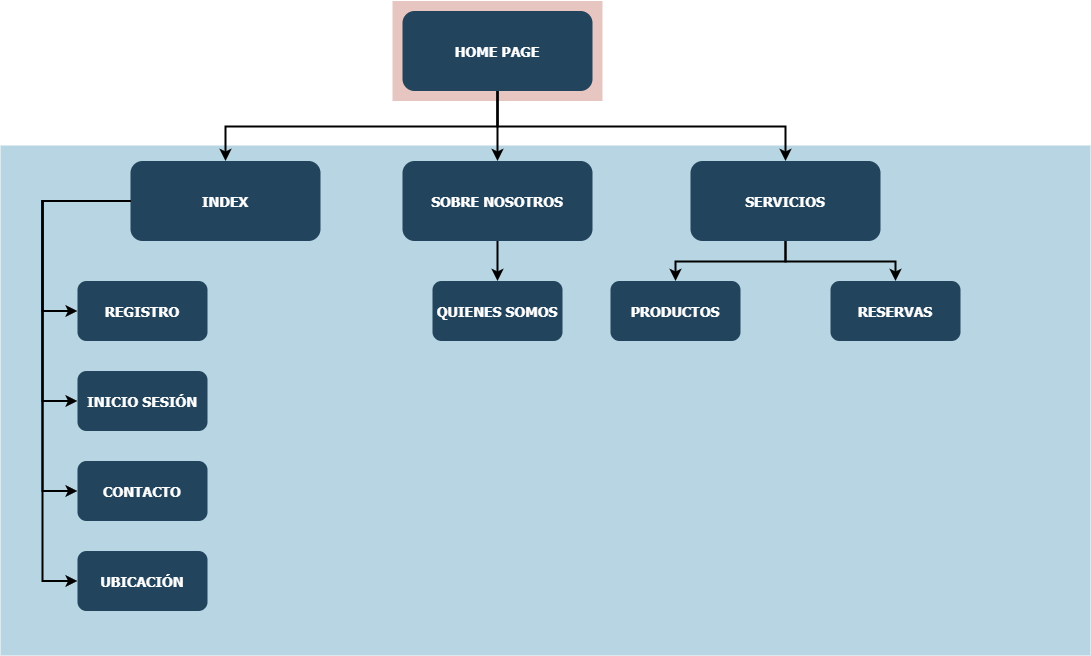 HOME PAGE
INDEX
SOBRE NOSOTROS
SERVICIOS
REGISTRO
QUIENES SOMOS
PRODUCTOS
RESERVAS
INICIO SESIÓN
CONTACTO
UBICACIÓN